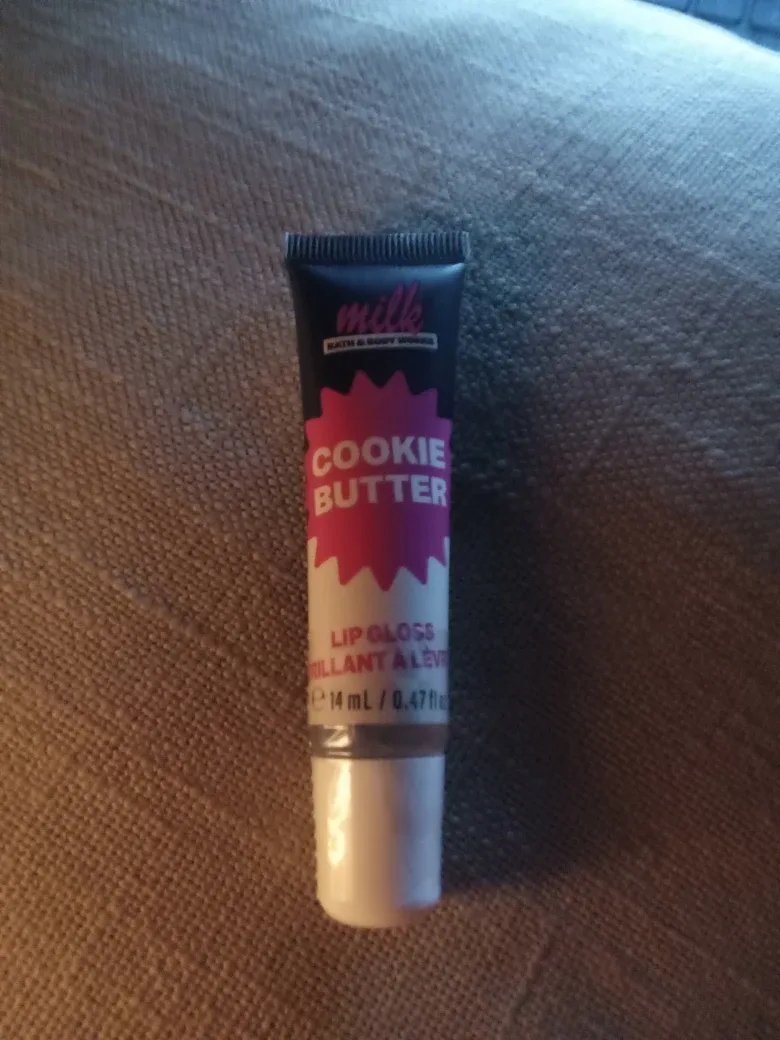 milk
BATH & BODY WORKS
COOKIE
BUTTER
LIP GLOSS
À
℮ 14 mL / 0.47 fl